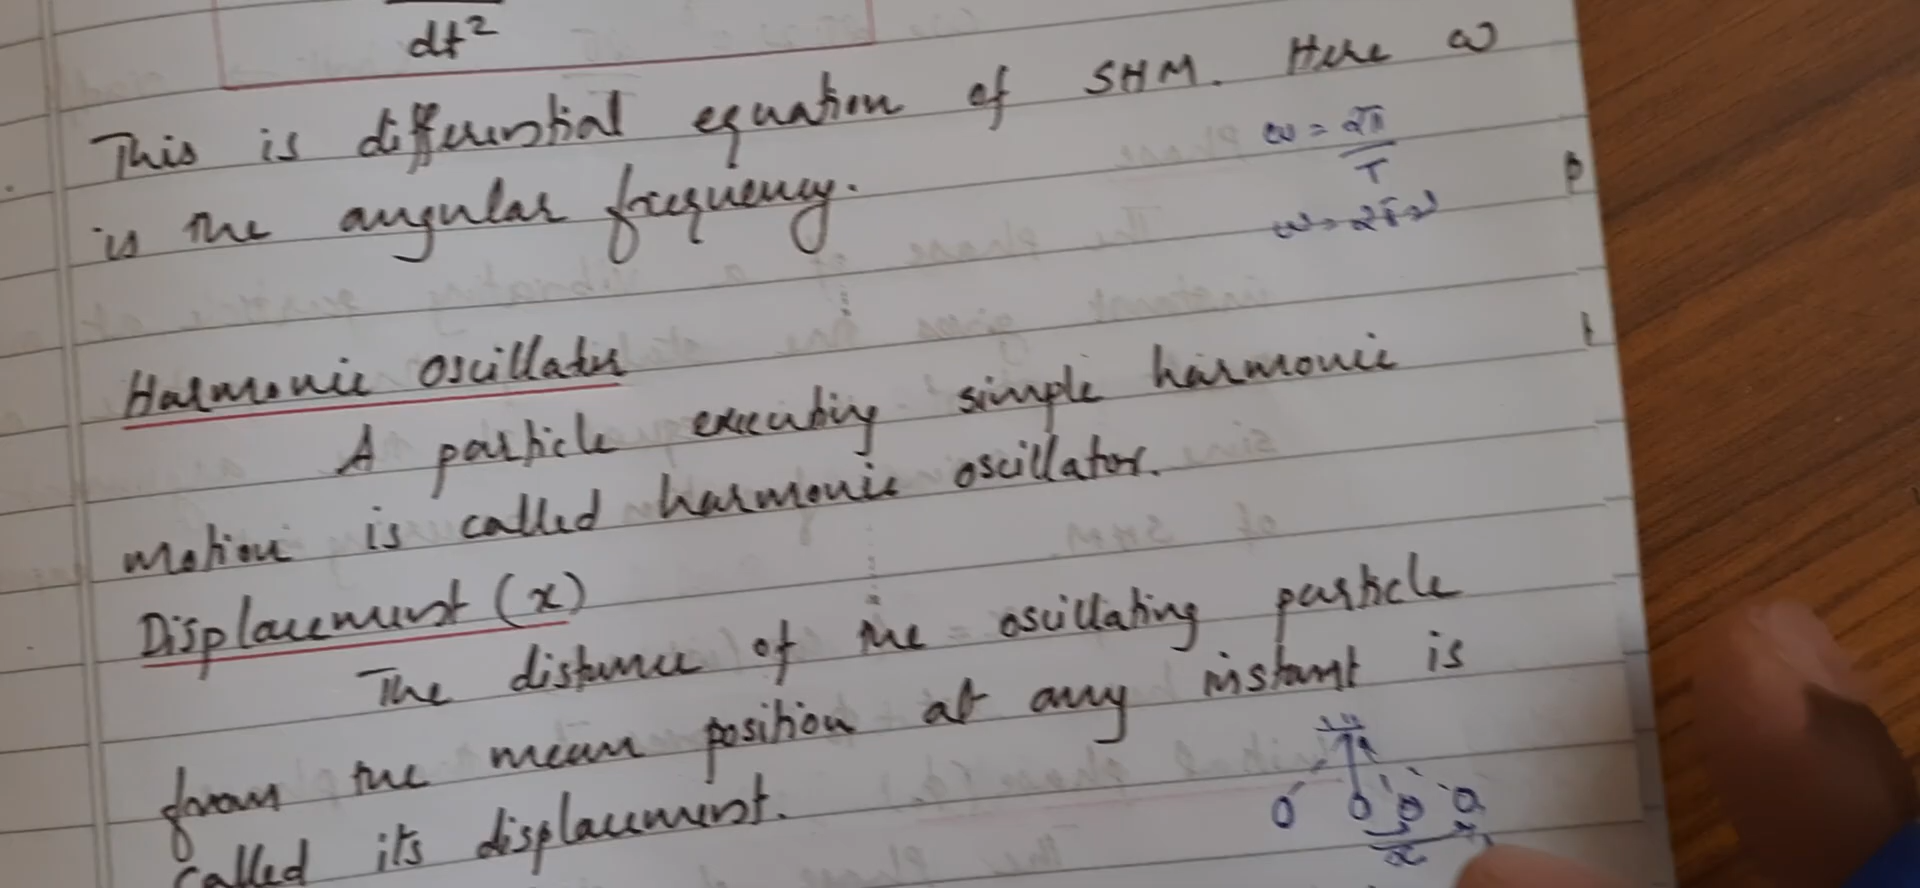 dt²
This is differential equation of SHM. Here ω
is the angular frequency.
ω = 2π/T
ω = 2πν
Harmonic oscillator
A particle executing simple harmonic
motion is called harmonic oscillator.
Displacement (x)
The distance of the oscillating particle
from the mean position at any instant is
called its displacement.
x